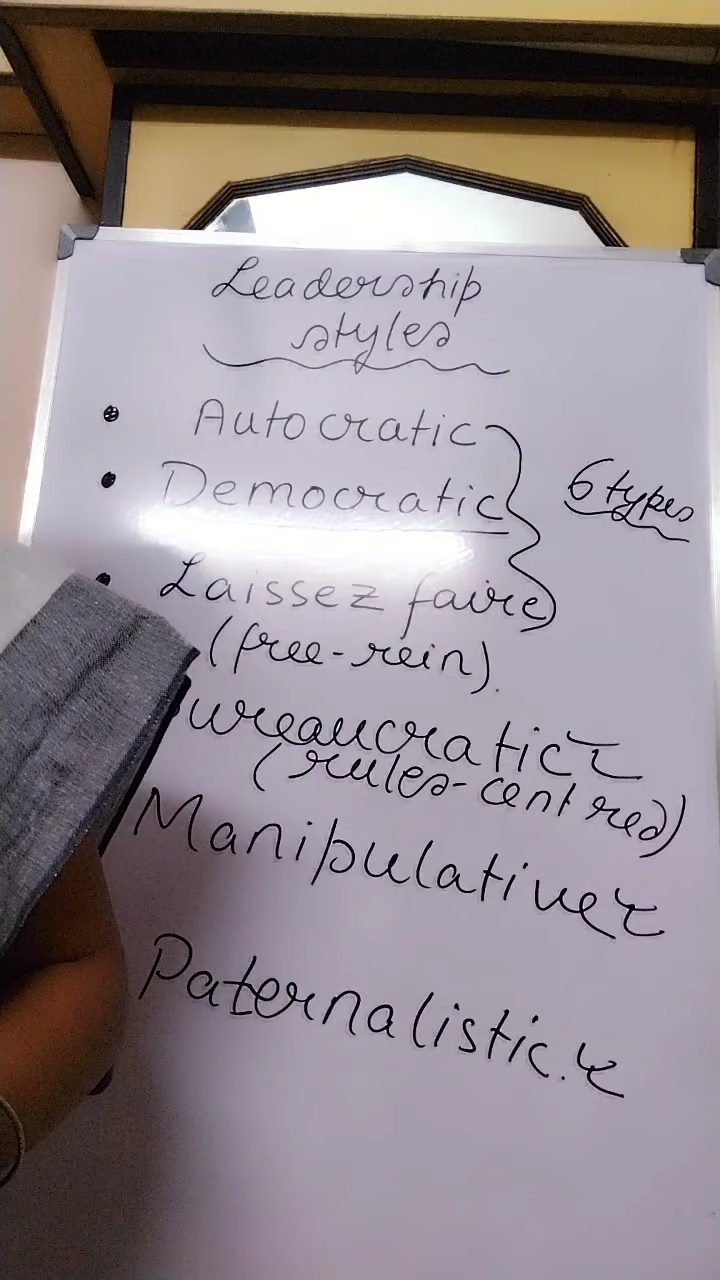 Leadership
styles
• Autocratic
• Democratic
6 types
• Laissez faire
(free-rein).
ureaucratic
(rules-centred)
Manipulative
Paternalistic.